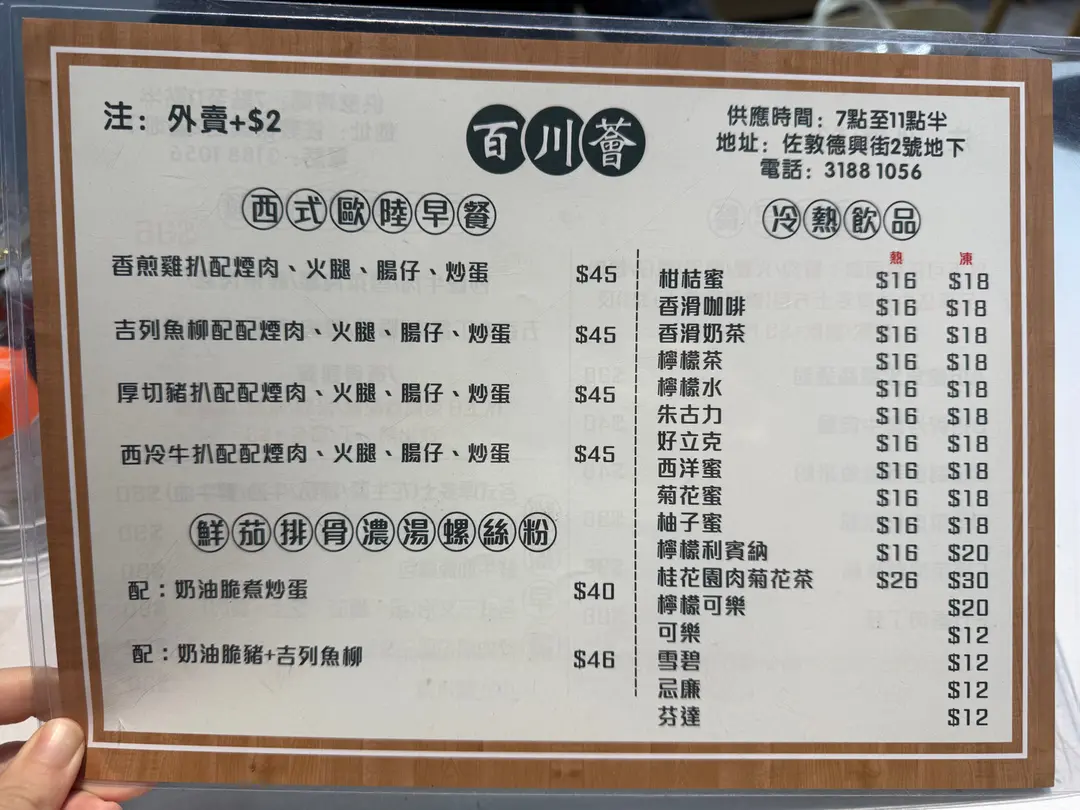 注：外賣+$2
百川薈
供應時間：7點至11點半
地址：佐敦德興街2號地下
電話：3188 1056
西式歐陸早餐
香煎雞扒配煙肉、火腿、腸仔、炒蛋 $45
吉列魚柳配配煙肉、火腿、腸仔、炒蛋 $45
厚切豬扒配配煙肉、火腿、腸仔、炒蛋 $45
西冷牛扒配配煙肉、火腿、腸仔、炒蛋 $45
鮮茄排骨濃湯螺絲粉
配：奶油脆煮炒蛋 $40
配：奶油脆豬+吉列魚柳 $46
冷熱飲品
熱 凍
柑桔蜜 $16 $18
香滑咖啡 $16 $18
香滑奶茶 $16 $18
檸檬茶 $16 $18
檸檬水 $16 $18
朱古力 $16 $18
好立克 $16 $18
西洋蜜 $16 $18
菊花蜜 $16 $18
柚子蜜 $16 $18
檸檬利賓納 $16 $20
桂花園肉菊花茶 $26 $30
檸檬可樂 $20
可樂 $12
雪碧 $12
忌廉 $12
芬達 $12